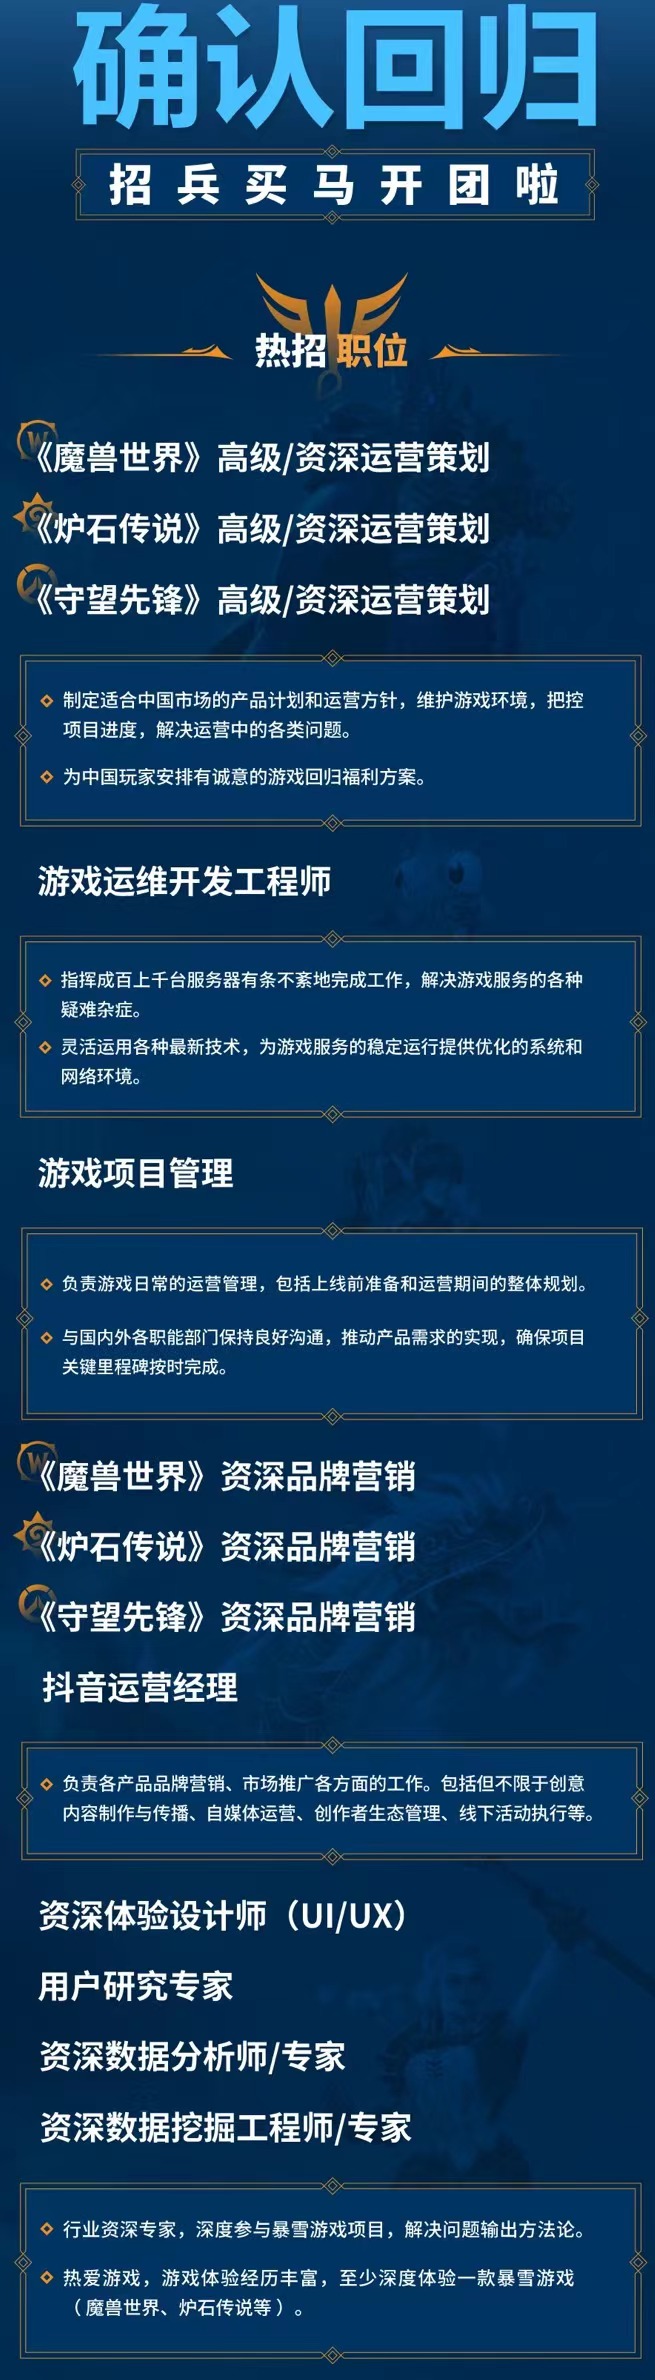 确认回归
招兵买马开团啦
热招 职位
《魔兽世界》高级/资深运营策划
《炉石传说》高级/资深运营策划
《守望先锋》高级/资深运营策划
制定适合中国市场的产品计划和运营方针，维护游戏环境，把控
项目进度，解决运营中的各类问题。
为中国玩家安排有诚意的游戏回归福利方案。
游戏运维开发工程师
指挥成百上千台服务器有条不紊地完成工作，解决游戏服务的各种
疑难杂症。
灵活运用各种最新技术，为游戏服务的稳定运行提供优化的系统和
网络环境。
游戏项目管理
负责游戏日常的运营管理，包括上线前准备和运营期间的整体规划。
与国内外各职能部门保持良好沟通，推动产品需求的实现，确保项目
关键里程碑按时完成。
《魔兽世界》资深品牌营销
《炉石传说》资深品牌营销
《守望先锋》资深品牌营销
抖音运营经理
负责各产品品牌营销、市场推广各方面的工作。包括但不限于创意
内容制作与传播、自媒体运营、创作者生态管理、线下活动执行等。
资深体验设计师（UI/UX）
用户研究专家
资深数据分析师/专家
资深数据挖掘工程师/专家
行业资深专家，深度参与暴雪游戏项目，解决问题输出方法论。
热爱游戏，游戏体验经历丰富，至少深度体验一款暴雪游戏
（魔兽世界、炉石传说等）。